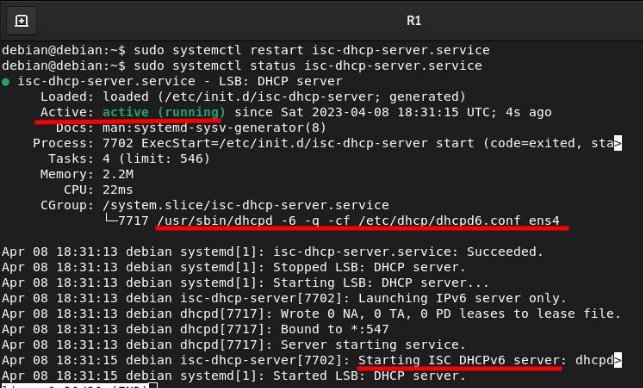 R1
debian@debian:~$ sudo systemctl restart isc-dhcp-server.service
debian@debian:~$ sudo systemctl status isc-dhcp-server.service
● isc-dhcp-server.service - LSB: DHCP server
Loaded: loaded (/etc/init.d/isc-dhcp-server; generated)
Active: active (running) since Sat 2023-04-08 18:31:15 UTC; 4s ago
Docs: man:systemd-sysv-generator(8)
Process: 7702 ExecStart=/etc/init.d/isc-dhcp-server start (code=exited, sta>
Tasks: 4 (limit: 546)
Memory: 2.2M
CPU: 22ms
CGroup: /system.slice/isc-dhcp-server.service
└─7717 /usr/sbin/dhcpd -6 -q -cf /etc/dhcp/dhcpd6.conf ens4
Apr 08 18:31:13 debian systemd[1]: isc-dhcp-server.service: Succeeded.
Apr 08 18:31:13 debian systemd[1]: Stopped LSB: DHCP server.
Apr 08 18:31:13 debian systemd[1]: Starting LSB: DHCP server...
Apr 08 18:31:13 debian isc-dhcp-server[7702]: Launching IPv6 server only.
Apr 08 18:31:13 debian dhcpd[7717]: Wrote 0 NA, 0 TA, 0 PD leases to lease file.
Apr 08 18:31:13 debian dhcpd[7717]: Bound to *:547
Apr 08 18:31:13 debian dhcpd[7717]: Server starting service.
Apr 08 18:31:15 debian isc-dhcp-server[7702]: Starting ISC DHCPv6 server: dhcpd>
Apr 08 18:31:15 debian systemd[1]: Started LSB: DHCP server.